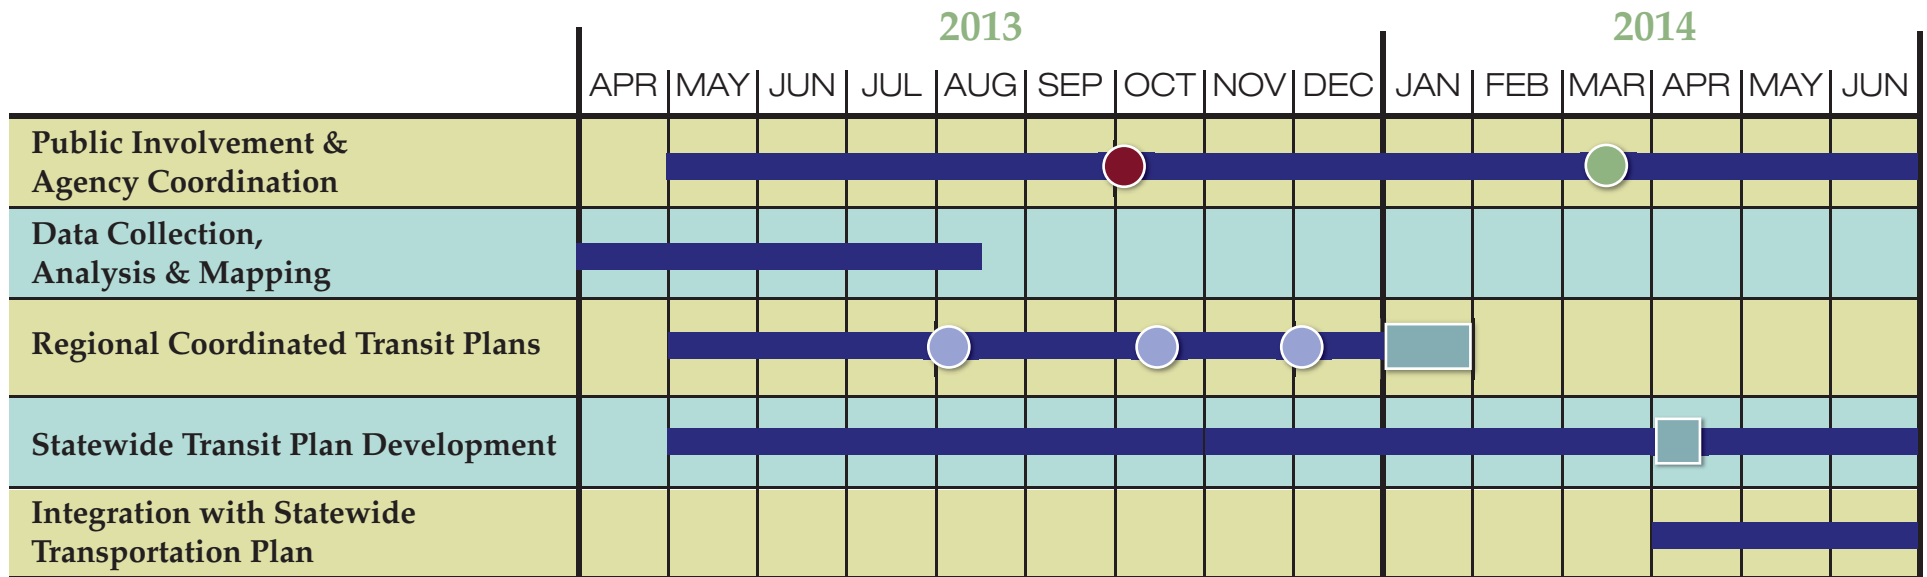 2013 2014
APR MAY JUN JUL AUG SEP OCT NOV DEC JAN FEB MAR APR MAY JUN
Public Involvement &
Agency Coordination
Data Collection,
Analysis & Mapping
Regional Coordinated Transit Plans
Statewide Transit Plan Development
Integration with Statewide
Transportation Plan